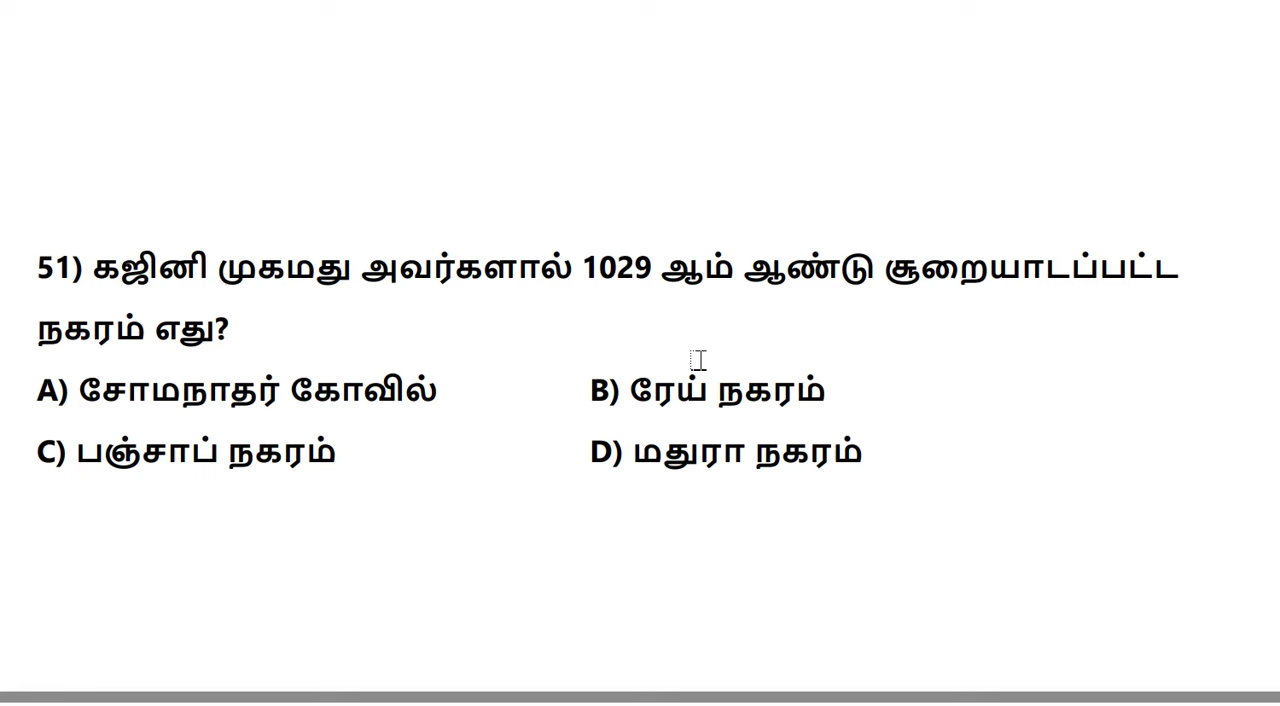 51) கஜினி முகமது அவர்களால் 1029 ஆம் ஆண்டு சூறையாடப்பட்ட
நகரம் எது?
A) சோமநாதர் கோவில் B) ரேய் நகரம்
C) பஞ்சாப் நகரம் D) மதுரா நகரம்